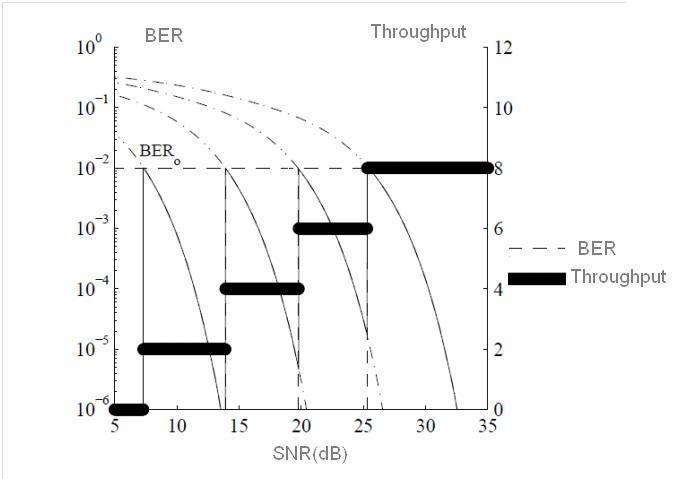 BER Throughput
10^0 12
10^-1 10
BER_o
10^-2 8
10^-3 6
10^-4 4
10^-5 2
10^-6 0
5 10 15 20 25 30 35
SNR(dB)
BER
Throughput